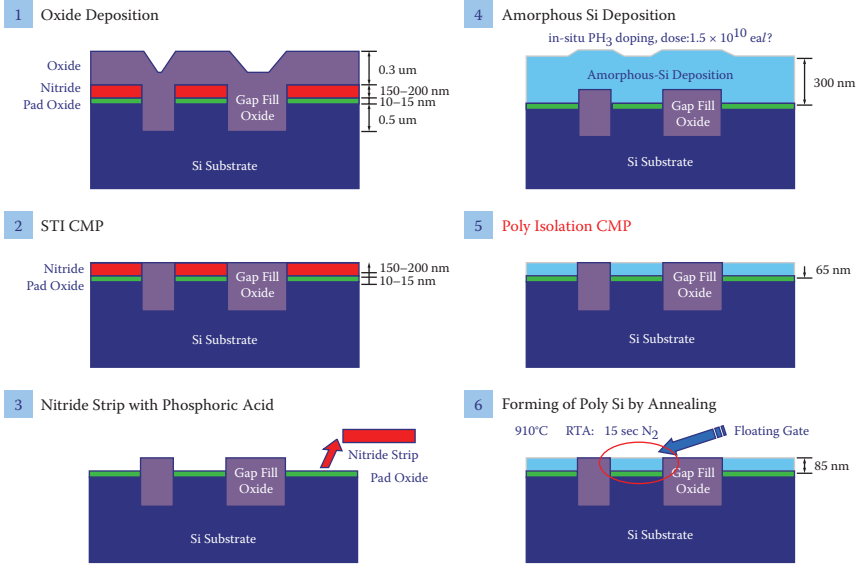 1 Oxide Deposition
Oxide
Nitride
Pad Oxide
Gap Fill
Oxide
Si Substrate
0.3 um
150–200 nm
10–15 nm
0.5 um
2 STI CMP
Nitride
Pad Oxide
Gap Fill
Oxide
Si Substrate
150–200 nm
10–15 nm
3 Nitride Strip with Phosphoric Acid
Nitride Strip
Pad Oxide
Gap Fill
Oxide
Si Substrate
4 Amorphous Si Deposition
in-situ PH3 doping, dose:1.5 × 10^10 eal?
Amorphous-Si Deposition
300 nm
Gap Fill
Oxide
Si Substrate
5 Poly Isolation CMP
Gap Fill
Oxide
65 nm
Si Substrate
6 Forming of Poly Si by Annealing
910°C RTA: 15 sec N2 Floating Gate
Gap Fill
Oxide
85 nm
Si Substrate